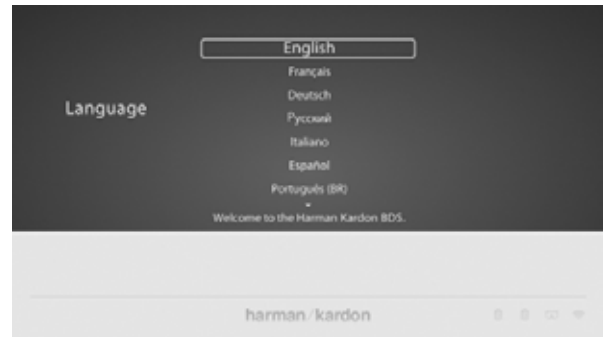 English
Français
Deutsch
Language
Русский
Italiano
Español
Português (BR)
Welcome to the Harman Kardon BDS.
harman/kardon